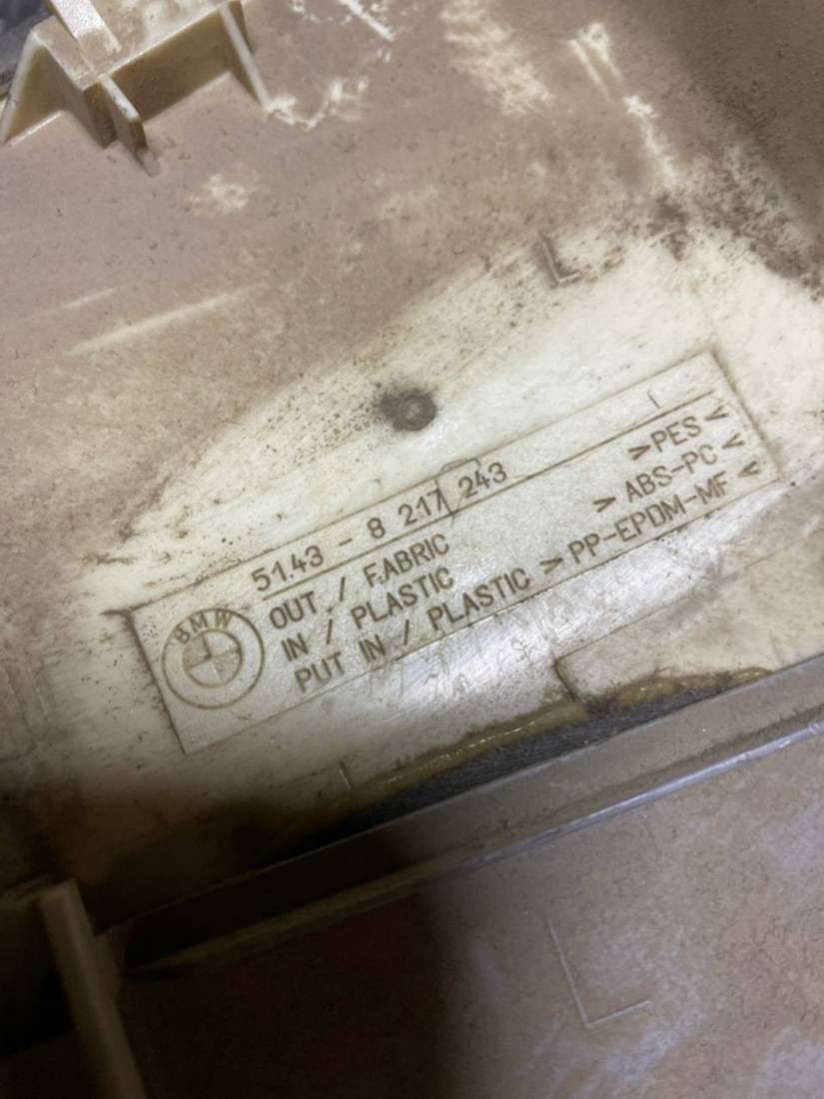 51.43 - 8 217 243
OUT / FABRIC >PES<
IN / PLASTIC > ABS-PC <
PUT IN / PLASTIC > PP-EPDM-MF <
BMW
L